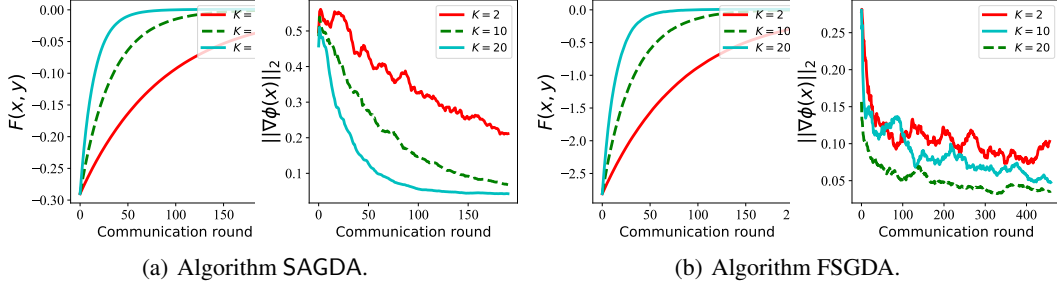 0.00
−0.05
−0.10
−0.15
−0.20
−0.25
−0.30
F(x, y)
K =
K =
K =
0
50
100
150
Communication round
0.5
0.4
0.3
0.2
0.1
||∇ϕ(x)||₂
K = 2
K = 10
K = 20
0
50
100
150
Communication round
(a) Algorithm SAGDA.
0.0
−0.5
−1.0
−1.5
−2.0
−2.5
F(x, y)
K = 2
K = 10
K = 20
0
50
100
150
2
Communication round
0.25
0.20
0.15
0.10
0.05
||∇ϕ(x)||₂
K = 2
K = 10
K = 20
0
100
200
300
400
Communication round
(b) Algorithm FSGDA.